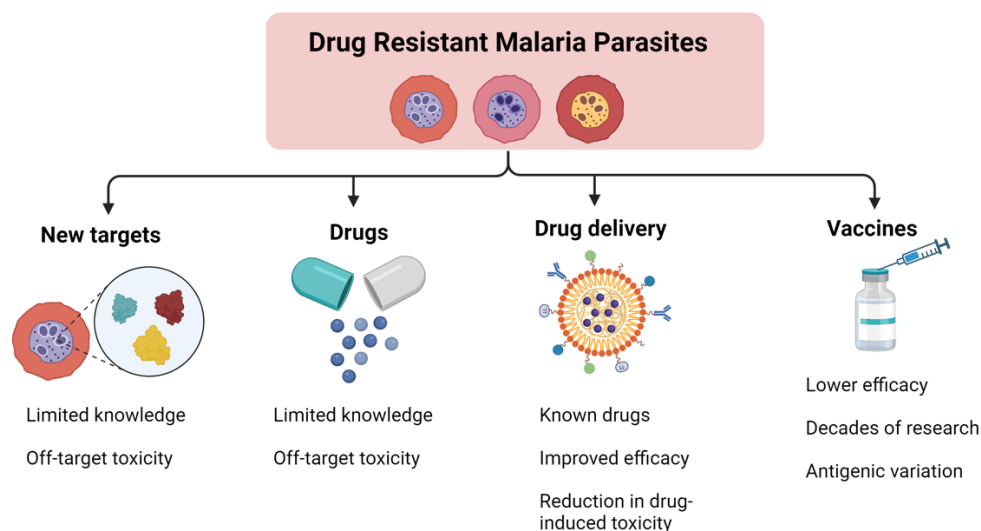 Drug Resistant Malaria Parasites
New targets
Limited knowledge
Off-target toxicity
Drugs
Limited knowledge
Off-target toxicity
Drug delivery
Known drugs
Improved efficacy
Reduction in drug-
induced toxicity
Vaccines
Lower efficacy
Decades of research
Antigenic variation